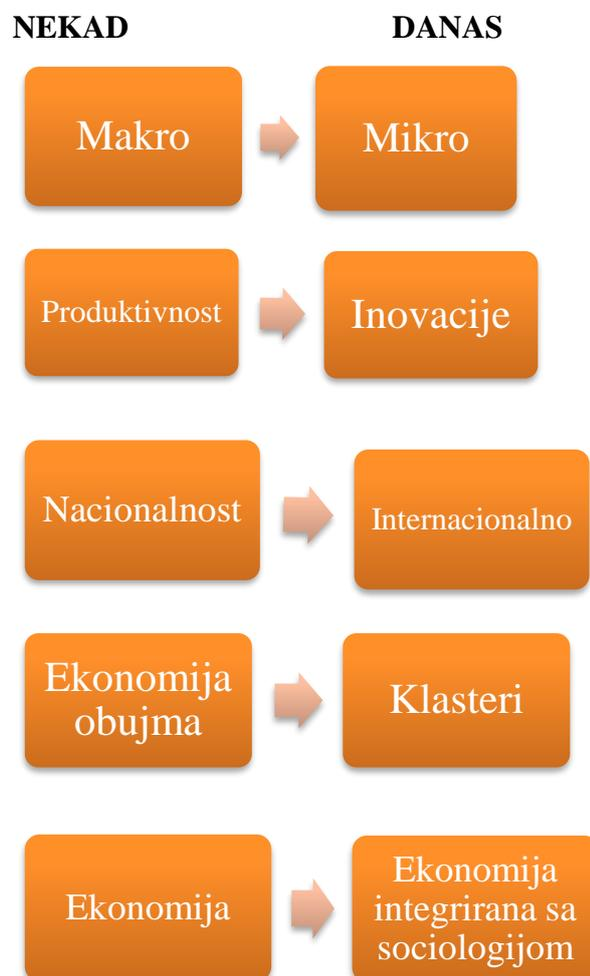 NEKAD DANAS
Makro
Mikro
Produktivnost
Inovacije
Nacionalnost
Internacionalno
Ekonomija
obujma
Klasteri
Ekonomija
Ekonomija
integrirana sa
sociologijom